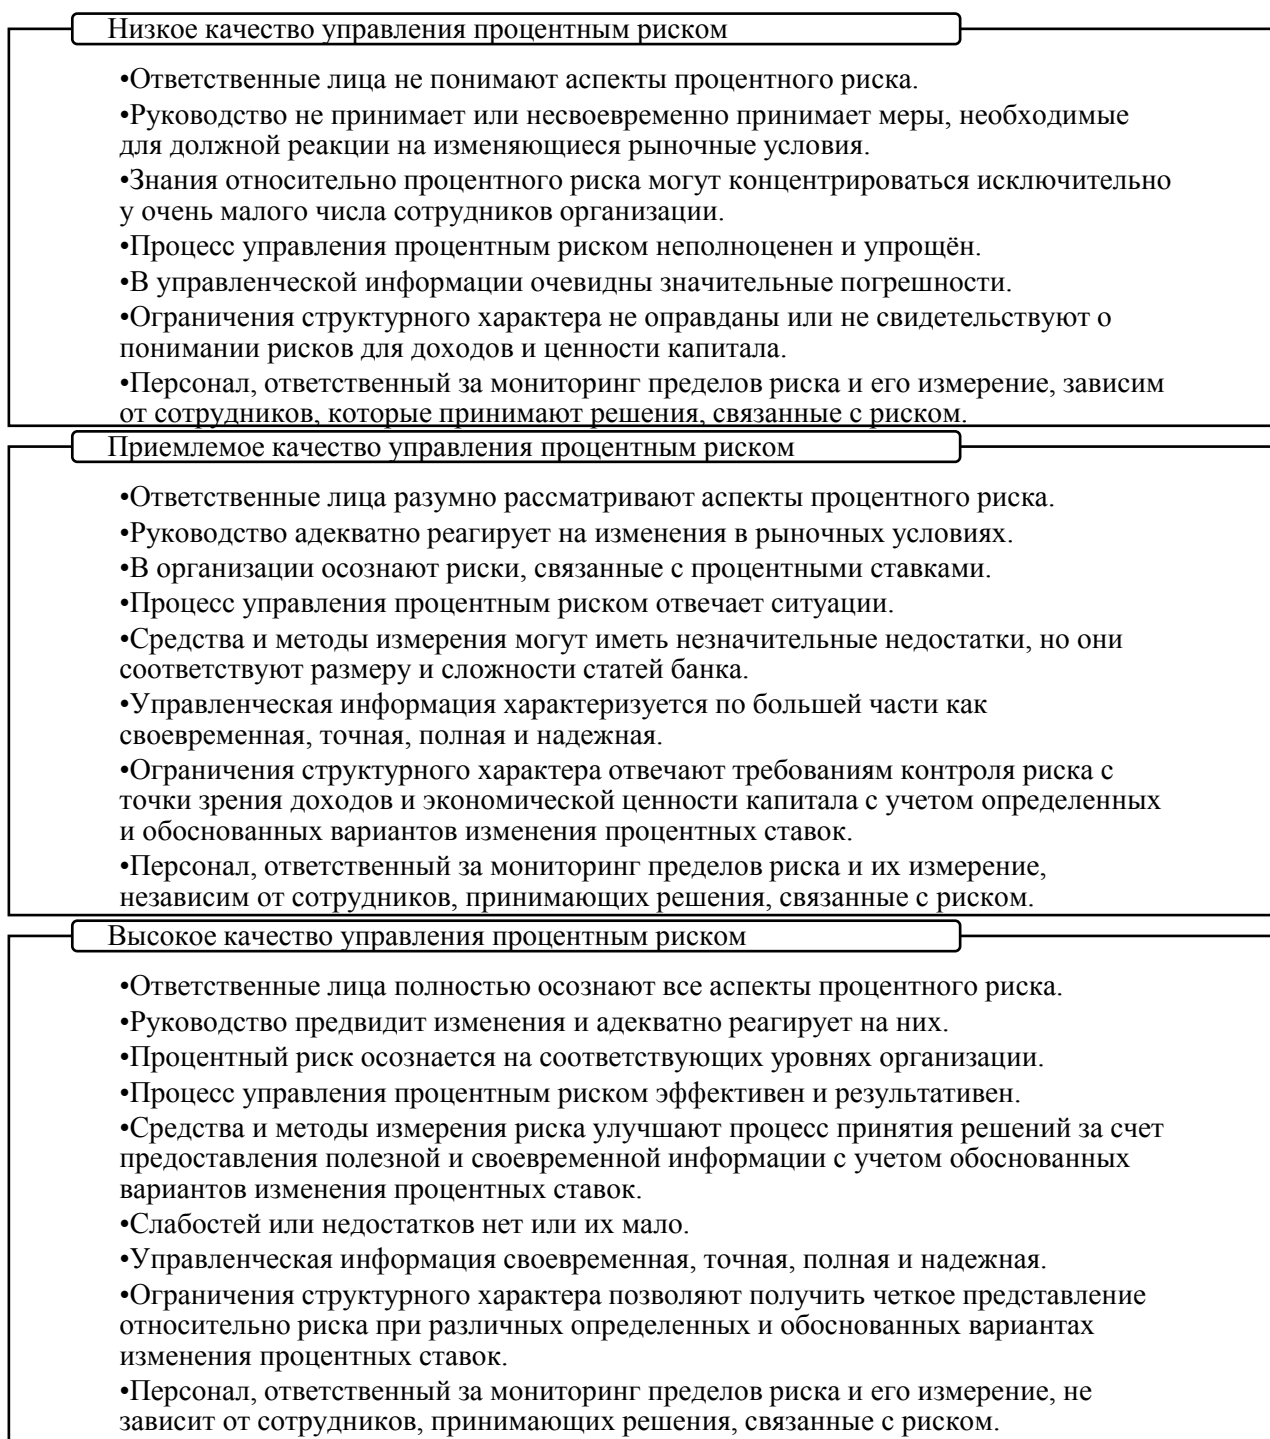 Низкое качество управления процентным риском
•Ответственные лица не понимают аспекты процентного риска.
•Руководство не принимает или несвоевременно принимает меры, необходимые
для должной реакции на изменяющиеся рыночные условия.
•Знания относительно процентного риска могут концентрироваться исключительно
у очень малого числа сотрудников организации.
•Процесс управления процентным риском неполноценен и упрощён.
•В управленческой информации очевидны значительные погрешности.
•Ограничения структурного характера не оправданы или не свидетельствуют о
понимании рисков для доходов и ценности капитала.
•Персонал, ответственный за мониторинг пределов риска и его измерение, зависим
от сотрудников, которые принимают решения, связанные с риском.
Приемлемое качество управления процентным риском
•Ответственные лица разумно рассматривают аспекты процентного риска.
•Руководство адекватно реагирует на изменения в рыночных условиях.
•В организации осознают риски, связанные с процентными ставками.
•Процесс управления процентным риском отвечает ситуации.
•Средства и методы измерения могут иметь незначительные недостатки, но они
соответствуют размеру и сложности статей банка.
•Управленческая информация характеризуется по большей части как
своевременная, точная, полная и надежная.
•Ограничения структурного характера отвечают требованиям контроля риска с
точки зрения доходов и экономической ценности капитала с учетом определенных
и обоснованных вариантов изменения процентных ставок.
•Персонал, ответственный за мониторинг пределов риска и их измерение,
независим от сотрудников, принимающих решения, связанные с риском.
Высокое качество управления процентным риском
•Ответственные лица полностью осознают все аспекты процентного риска.
•Руководство предвидит изменения и адекватно реагирует на них.
•Процентный риск осознается на соответствующих уровнях организации.
•Процесс управления процентным риском эффективен и результативен.
•Средства и методы измерения риска улучшают процесс принятия решений за счет
предоставления полезной и своевременной информации с учетом обоснованных
вариантов изменения процентных ставок.
•Слабостей или недостатков нет или их мало.
•Управленческая информация своевременная, точная, полная и надежная.
•Ограничения структурного характера позволяют получить четкое представление
относительно риска при различных определенных и обоснованных вариантах
изменения процентных ставок.
•Персонал, ответственный за мониторинг пределов риска и его измерение, не
зависит от сотрудников, принимающих решения, связанные с риском.